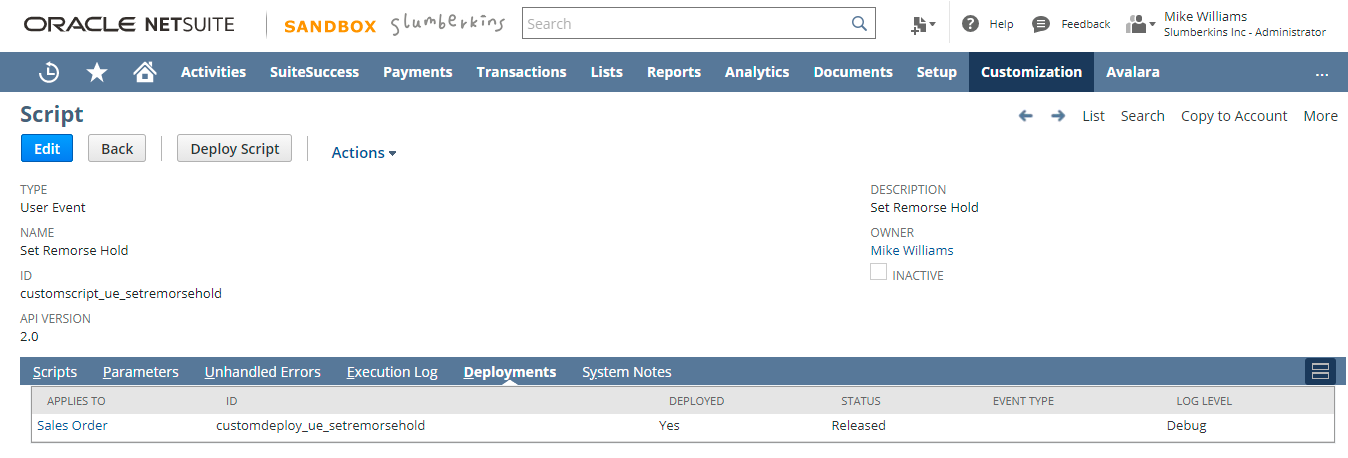 ORACLE NETSUITE SANDBOX slumberkins Search Help Feedback Mike Williams
Slumberkins Inc - Administrator
Activities SuiteSuccess Payments Transactions Lists Reports Analytics Documents Setup Customization Avalara ...
Script
List Search Copy to Account More
Edit Back Deploy Script Actions
TYPE DESCRIPTION
User Event Set Remorse Hold
NAME OWNER
Set Remorse Hold Mike Williams
ID INACTIVE
customscript_ue_setremorsehold
API VERSION
2.0
Scripts Parameters Unhandled Errors Execution Log Deployments System Notes
APPLIES TO ID DEPLOYED STATUS EVENT TYPE LOG LEVEL
Sales Order customdeploy_ue_setremorsehold Yes Released Debug